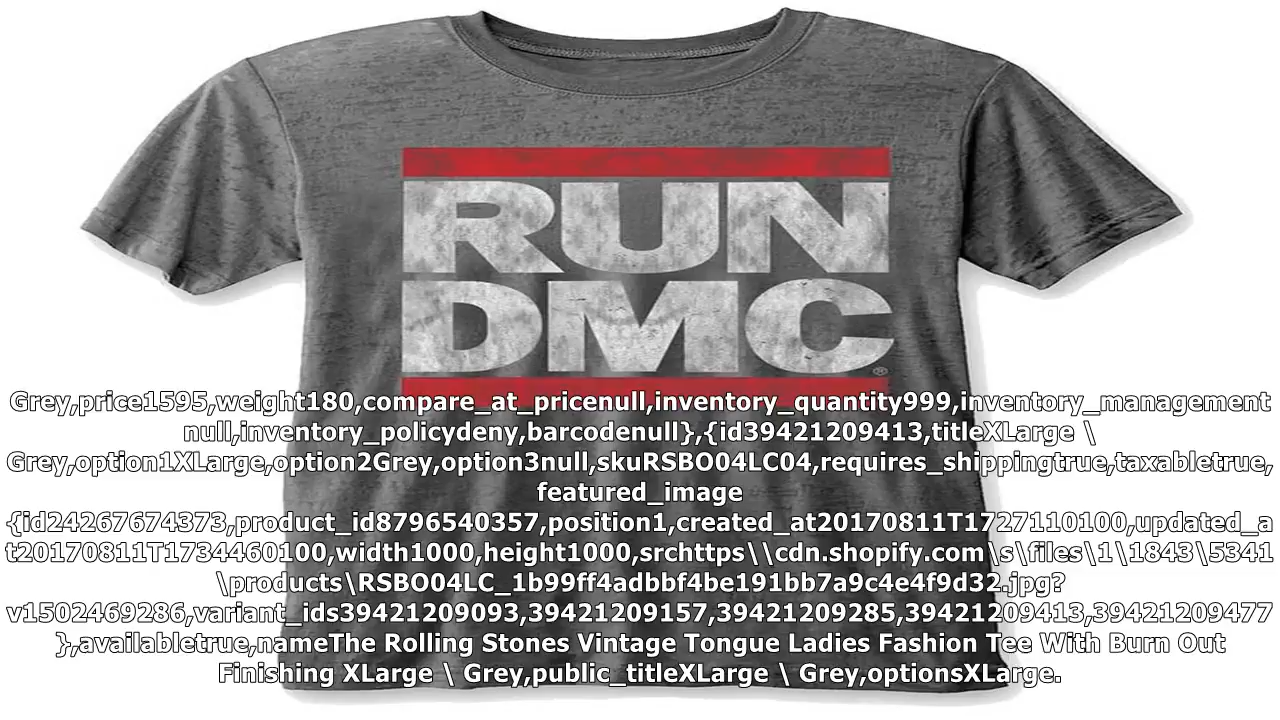 RUN
DMC
®
Grey,price1595,weight180,compare_at_pricenull,inventory_quantity999,inventory_management
null,inventory_policydeny,barcodenull},{id39421209413,titleXLarge \
Grey,option1XLarge,option2Grey,option3null,skuRSBO04LC04,requires_shippingtrue,taxabletrue,
featured_image
{id24267674373,product_id8796540357,position1,created_at20170811T1727110100,updated_a
t20170811T1734460100,width1000,height1000,srchttps\\cdn.shopify.com\s\files\1\1843\5341
\products\RSBO04LC_1b99ff4adbbf4be191bb7a9c4e4f9d32.jpg?
v1502469286,variant_ids39421209093,39421209157,39421209285,39421209413,39421209477
},availabletrue,nameThe Rolling Stones Vintage Tongue Ladies Fashion Tee With Burn Out
Finishing XLarge \ Grey,public_titleXLarge \ Grey,optionsXLarge.